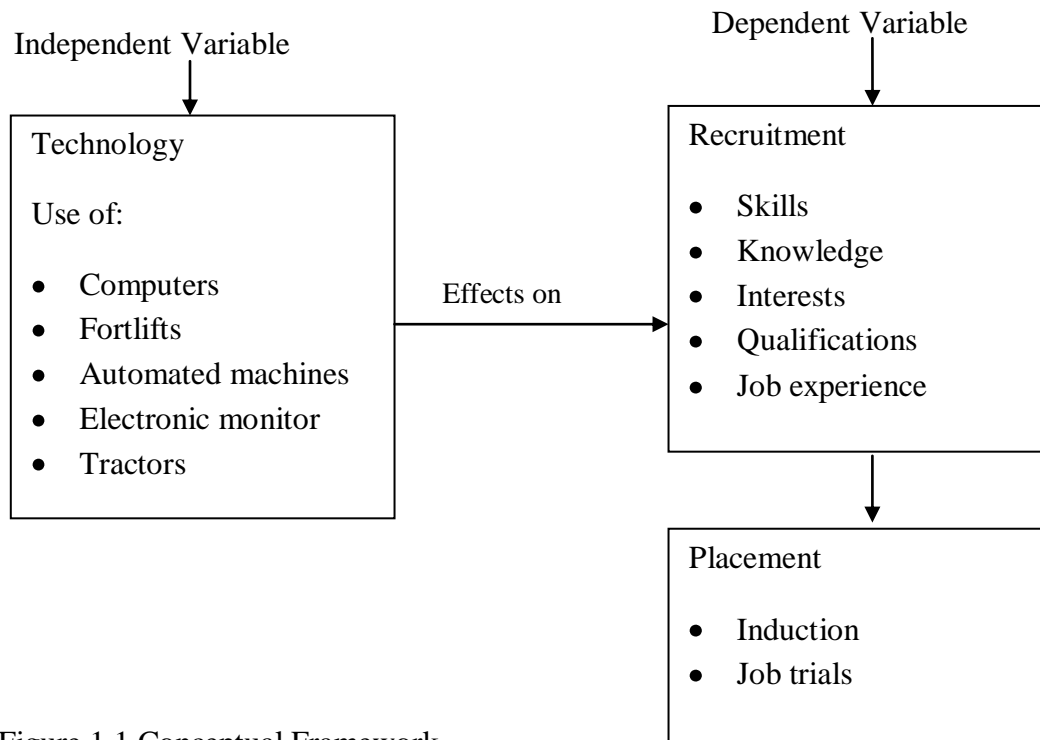 Independent Variable
Technology
Use of:
• Computers
• Fortlifts
• Automated machines
• Electronic monitor
• Tractors
Effects on
Dependent Variable
Recruitment
• Skills
• Knowledge
• Interests
• Qualifications
• Job experience
Placement
• Induction
• Job trials
Figure 1.1 Conceptual Framework